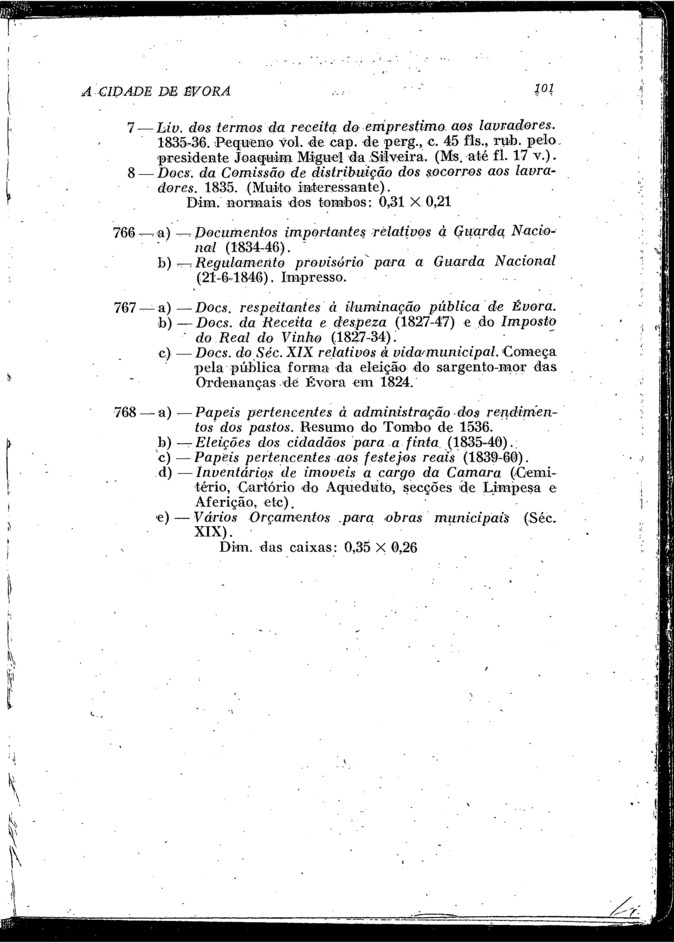 A CIDADE DE ÉVORA 101
7 — Liv. dos termos da receita do emprestimo aos lavradores.
1835-36. Pequeno vol. de cap. de perg., c. 45 fls., rub. pelo
presidente Joaquim Miguel da Silveira. (Ms. até fl. 17 v.).
8 — Docs. da Comissão de distribuição dos socorros aos lavra-
dores. 1835. (Muito interessante).
Dim. normais dos tombos: 0,31 × 0,21
766 — a) — Documentos importantes relativos à Guarda Nacio-
nal (1834-46).
b) — Regulamento provisório para a Guarda Nacional
(21-6-1846). Impresso.
767 — a) — Docs. respeitantes à iluminação pública de Évora.
b) — Docs. da Receita e despeza (1827-47) e do Imposto
do Real do Vinho (1827-34).
c) — Docs. do Séc. XIX relativos à vida municipal. Começa
pela pública forma da eleição do sargento-mor das
Ordenanças de Évora em 1824.
768 — a) — Papeis pertencentes à administração dos rendimen-
tos dos pastos. Resumo do Tombo de 1536.
b) — Eleições dos cidadãos para a finta (1835-40).
c) — Papeis pertencentes aos festejos reais (1839-60).
d) — Inventários de imoveis a cargo da Camara (Cemi-
tério, Cartório do Aqueduto, secções de Limpesa e
Aferição, etc).
e) — Vários Orçamentos para obras municipais (Séc.
XIX).
Dim. das caixas: 0,35 × 0,26